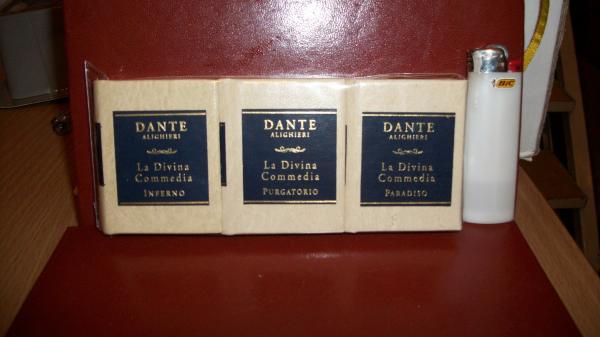 DANTE
ALIGHIERI
La Divina
Commedia
INFERNO
DANTE
ALIGHIERI
La Divina
Commedia
PURGATORIO
DANTE
ALIGHIERI
La Divina
Commedia
PARADISO
BIC